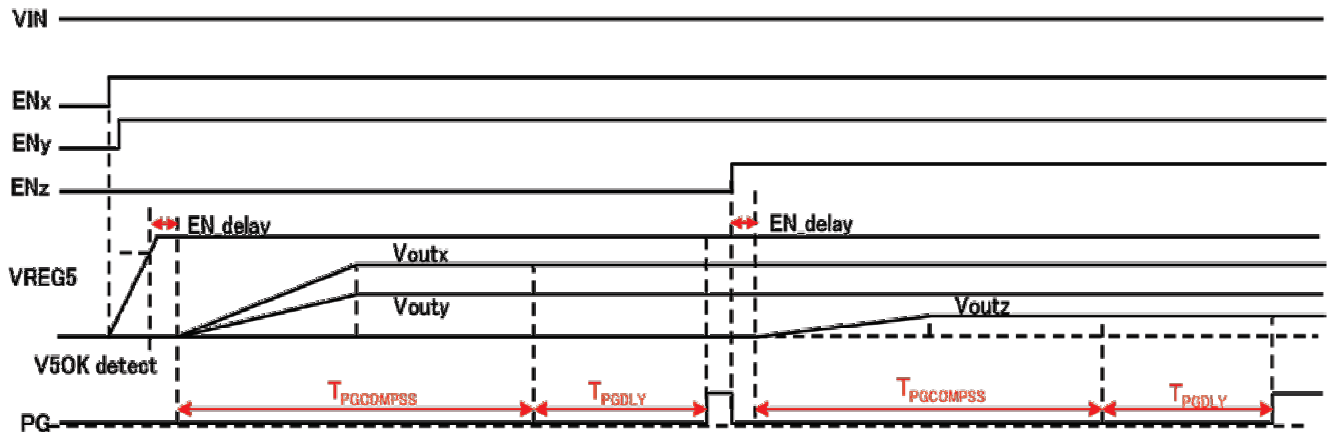 VIN
ENx
ENy
ENz
EN_delay
EN_delay
Voutx
VREG5
Vouty
Voutz
V5OK detect
TPGCOMPSS
TPGDLY
TPGCOMPSS
TPGDLY
PG